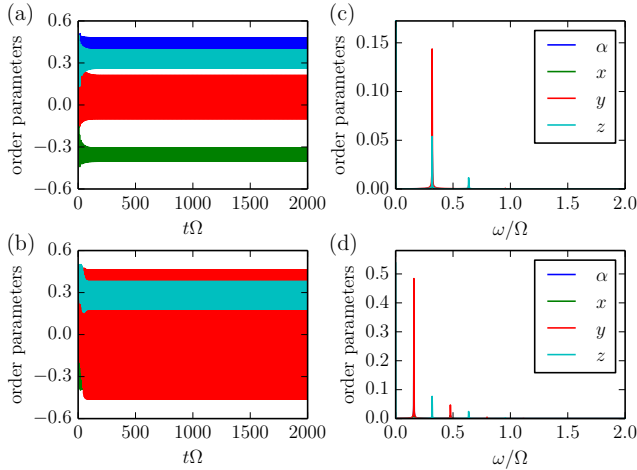 (a)
order parameters
0.6
0.3
0.0
−0.3
−0.6
0
500
1000
1500
2000
tΩ
(c)
order parameters
0.15
0.10
0.05
0.00
0.0
0.5
1.0
1.5
2.0
ω/Ω
α
x
y
z
(b)
order parameters
0.6
0.3
0.0
−0.3
−0.6
0
500
1000
1500
2000
tΩ
(d)
order parameters
0.5
0.4
0.3
0.2
0.1
0.0
0.0
0.5
1.0
1.5
2.0
ω/Ω
α
x
y
z